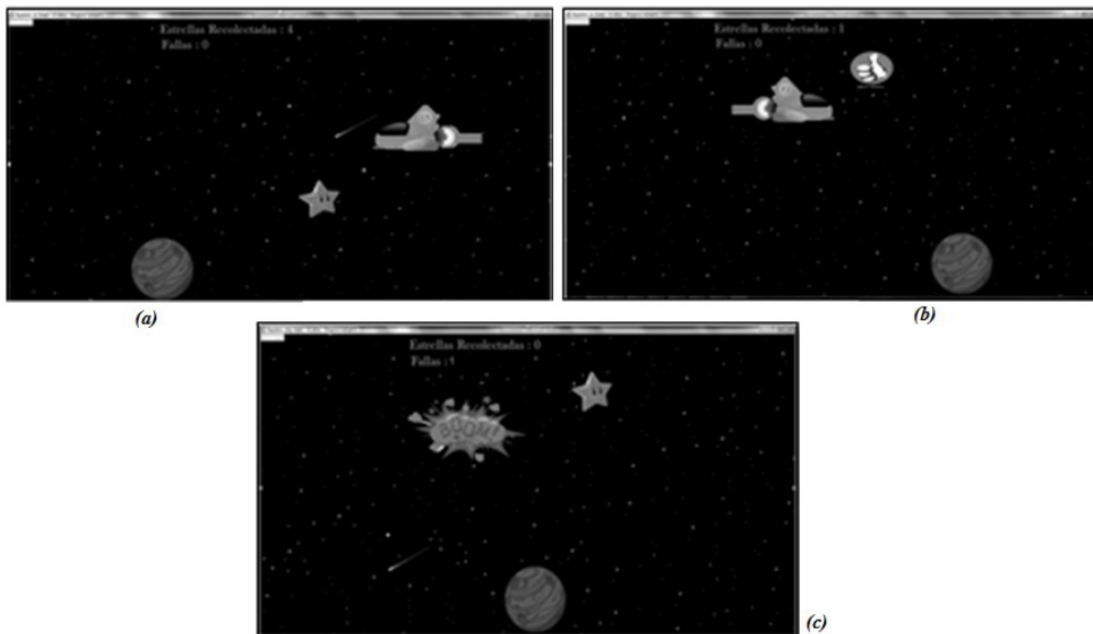 Estrellas Recolectadas : 4
Fallas : 0
(a)
Estrellas Recolectadas : 1
Fallas : 0
(b)
Estrellas Recolectadas : 0
Fallas : 1
BOOM!
(c)